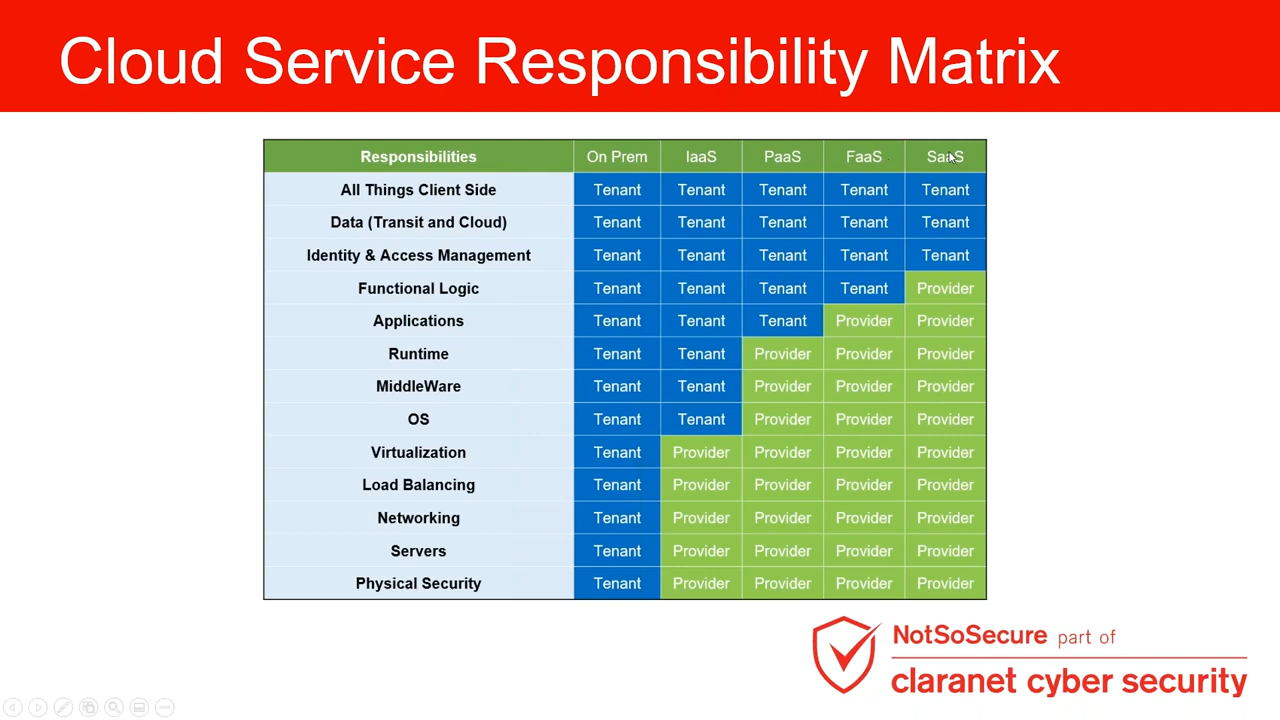 Cloud Service Responsibility Matrix
Responsibilities On Prem IaaS PaaS FaaS SaaS
All Things Client Side Tenant Tenant Tenant Tenant Tenant
Data (Transit and Cloud) Tenant Tenant Tenant Tenant Tenant
Identity & Access Management Tenant Tenant Tenant Tenant Tenant
Functional Logic Tenant Tenant Tenant Tenant Provider
Applications Tenant Tenant Tenant Provider Provider
Runtime Tenant Tenant Provider Provider Provider
MiddleWare Tenant Tenant Provider Provider Provider
OS Tenant Tenant Provider Provider Provider
Virtualization Tenant Provider Provider Provider Provider
Load Balancing Tenant Provider Provider Provider Provider
Networking Tenant Provider Provider Provider Provider
Servers Tenant Provider Provider Provider Provider
Physical Security Tenant Provider Provider Provider Provider
NotSoSecure part of
claranet cyber security